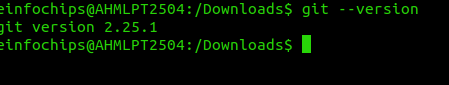 einfochips@AHMLPT2504:/Downloads$ git --version
git version 2.25.1
einfochips@AHMLPT2504:/Downloads$